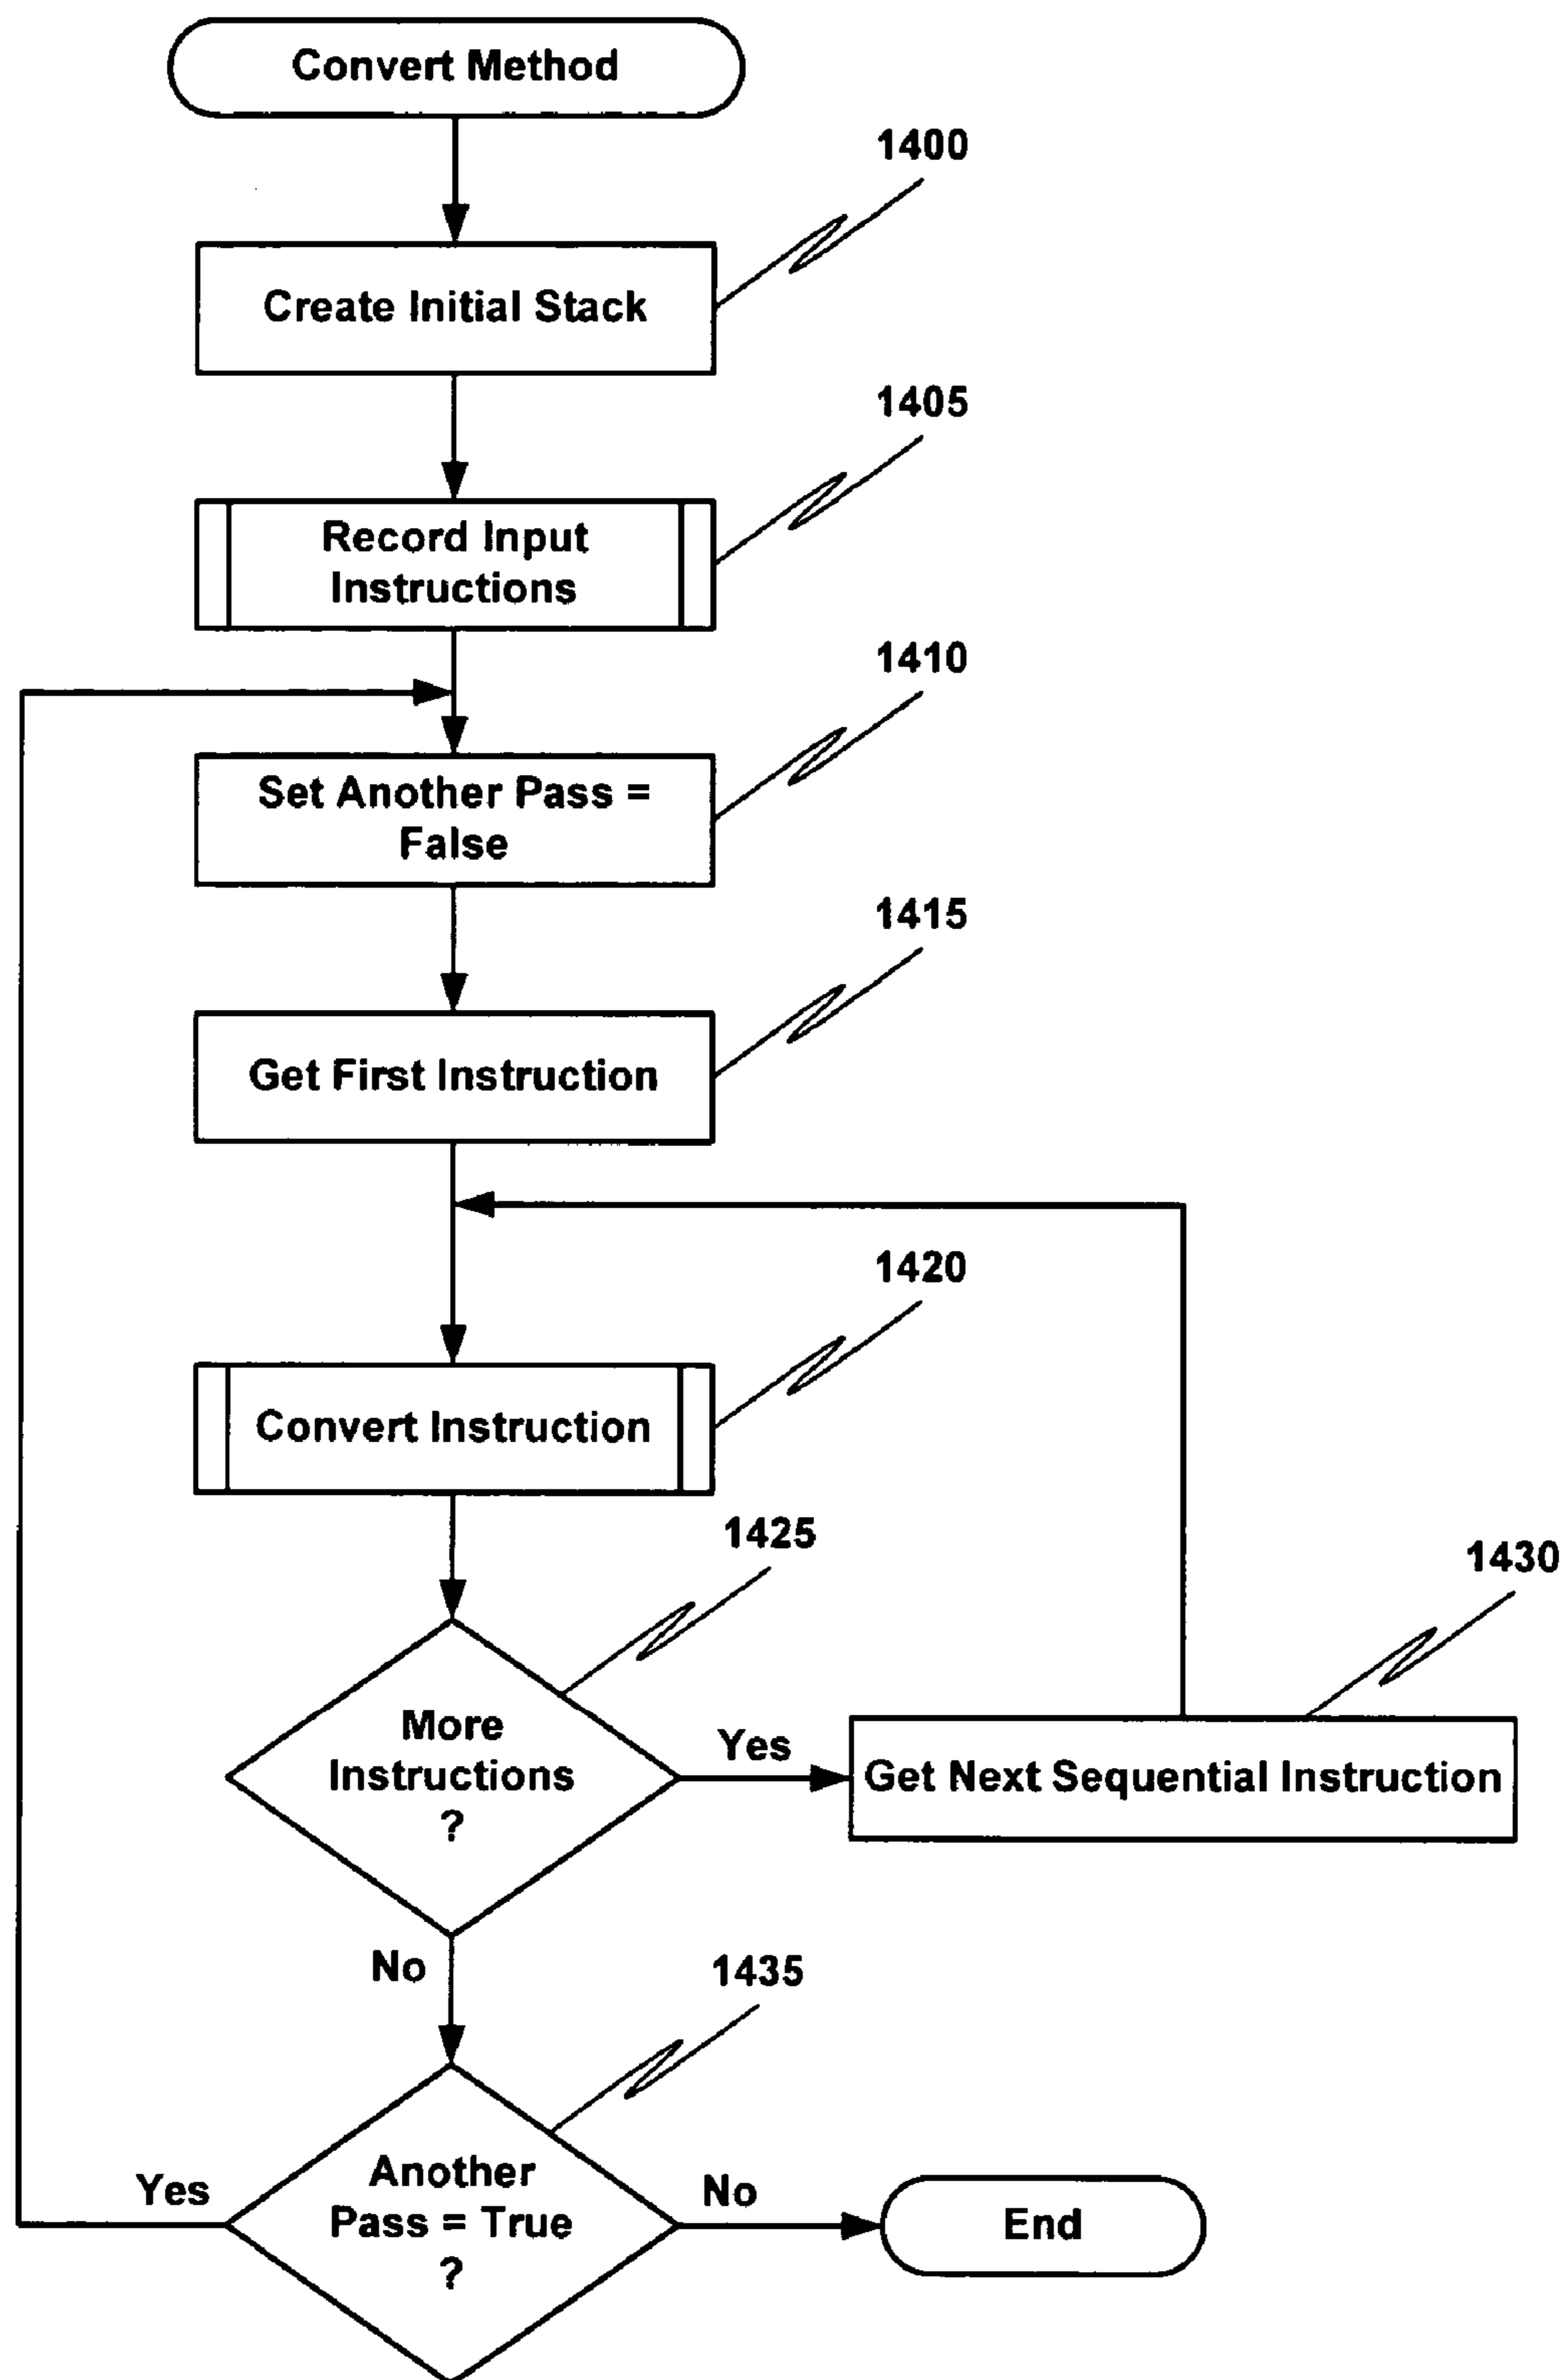 Convert Method
1400
Create Initial Stack
1405
Record Input
Instructions
1410
Set Another Pass =
False
1415
Get First Instruction
1420
Convert Instruction
1425
1430
More
Instructions
?
Yes
Get Next Sequential Instruction
No
1435
Another
Pass = True
?
Yes
No
End